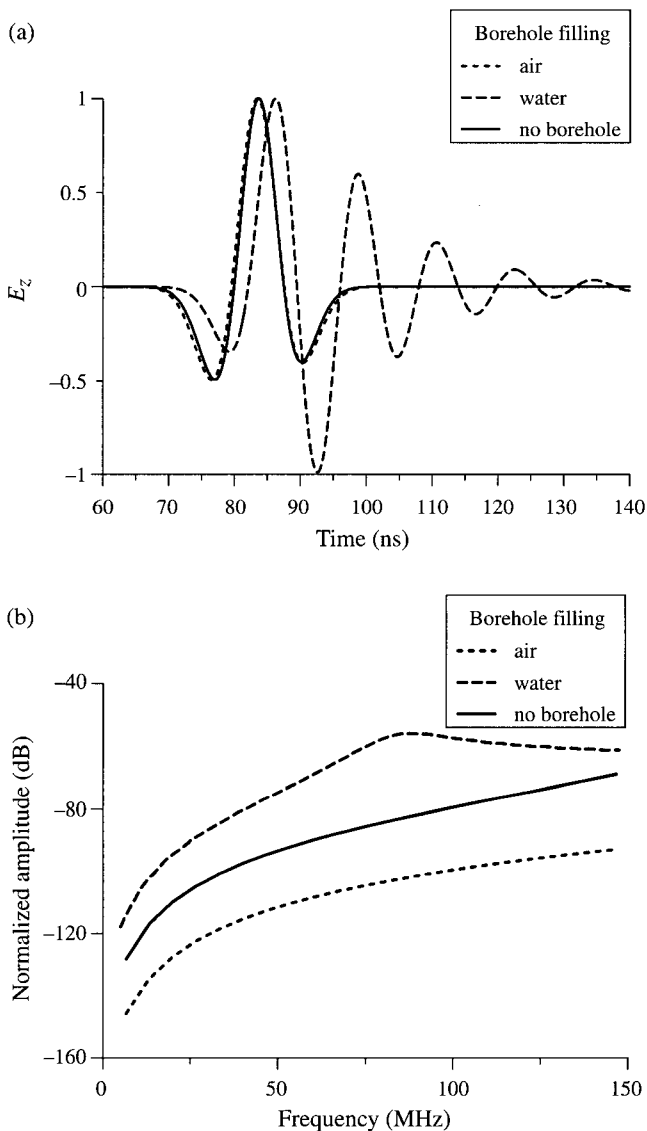 (a)
Borehole filling
air
water
no borehole
1
0.5
0
−0.5
−1
E_z
60 70 80 90 100 110 120 130 140
Time (ns)
(b)
Borehole filling
air
water
no borehole
−40
−80
−120
−160
Normalized amplitude (dB)
0 50 100 150
Frequency (MHz)